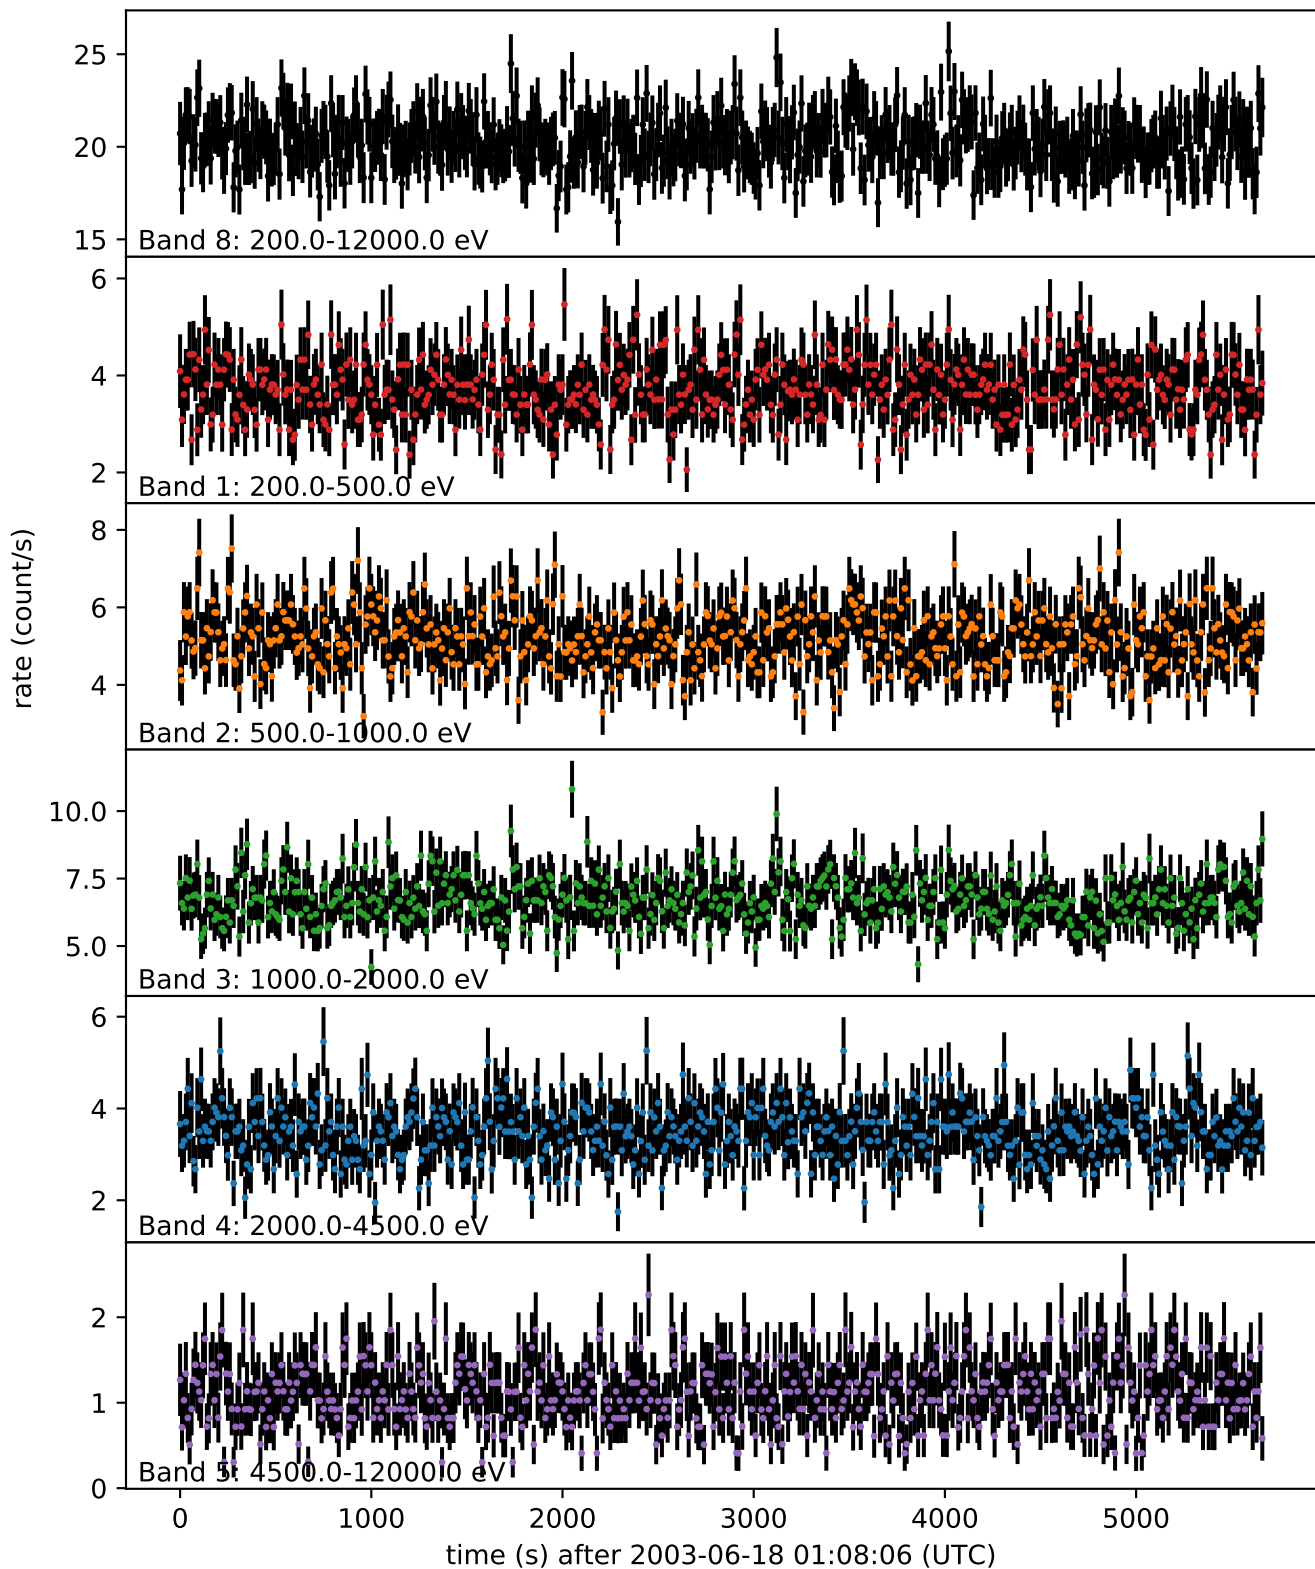 25
20
15
Band 8: 200.0-12000.0 eV
6
4
2
Band 1: 200.0-500.0 eV
8
6
4
Band 2: 500.0-1000.0 eV
rate (count/s)
10.0
7.5
5.0
Band 3: 1000.0-2000.0 eV
6
4
2
Band 4: 2000.0-4500.0 eV
2
1
0
Band 5: 4500.0-12000.0 eV
0 1000 2000 3000 4000 5000
time (s) after 2003-06-18 01:08:06 (UTC)